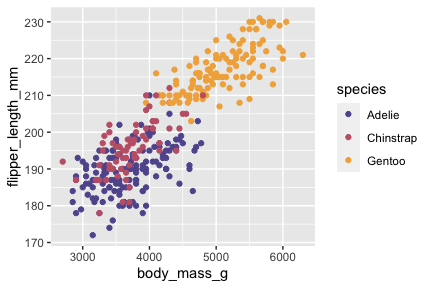 230
220
210
200
190
180
170
flipper_length_mm
3000 4000 5000 6000
body_mass_g
species
Adelie
Chinstrap
Gentoo